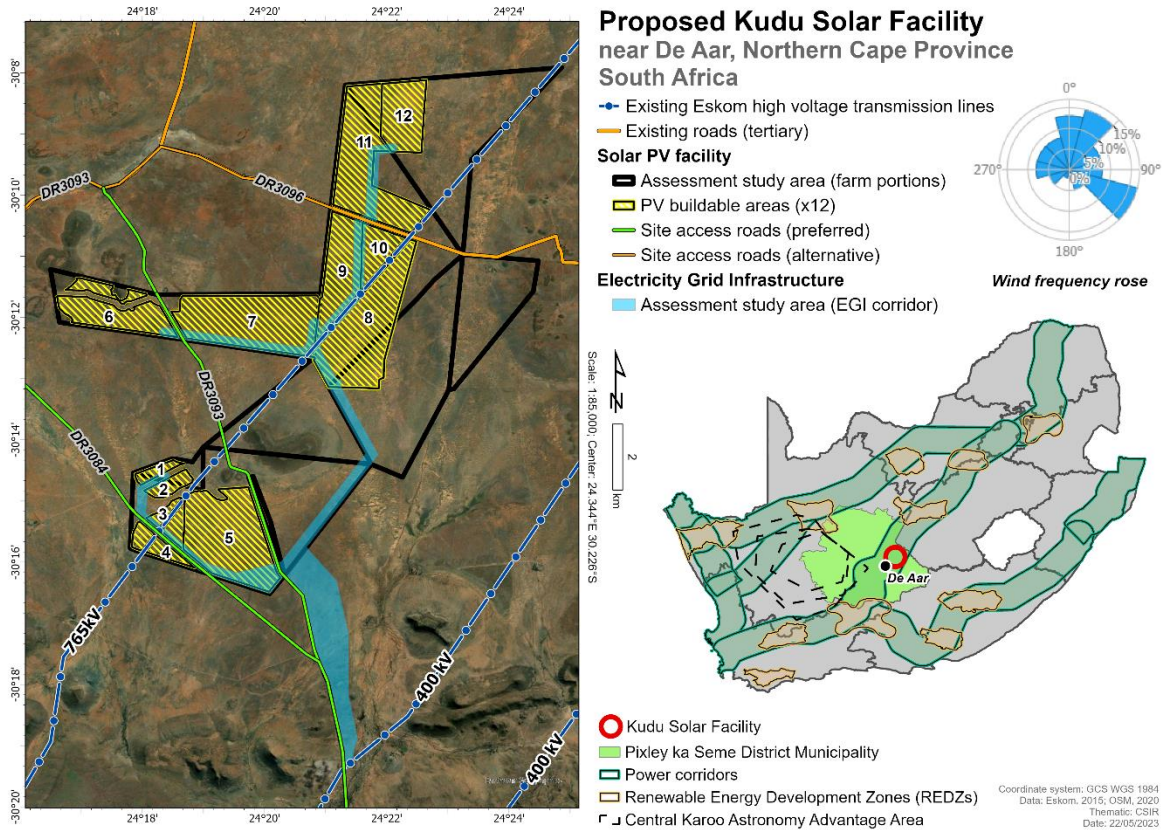 24°18'
24°20'
24°22'
24°24'
-30°8'
-30°10'
-30°12'
-30°14'
-30°16'
-30°18'
-30°20'
12
11
DR3093
DR3096
10
9
8
7
6
DR3093
DR3084
1
2
3
4
5
765kV
400 kV
400 kV
Proposed Kudu Solar Facility
near De Aar, Northern Cape Province
South Africa
Existing Eskom high voltage transmission lines
Existing roads (tertiary)
Solar PV facility
Assessment study area (farm portions)
PV buildable areas (x12)
Site access roads (preferred)
Site access roads (alternative)
Electricity Grid Infrastructure
Assessment study area (EGI corridor)
0°
15%
10%
5%
0%
270°
90°
180°
Wind frequency rose
Scale: 1:85,000; Center: 24.344°E 30.226°S
2
km
De Aar
Kudu Solar Facility
Pixley ka Seme District Municipality
Power corridors
Renewable Energy Development Zones (REDZs)
Central Karoo Astronomy Advantage Area
Coordinate system: GCS WGS 1984
Data: Eskom, 2015; OSM, 2020
Thematic: CSIR
Date: 22/05/2023